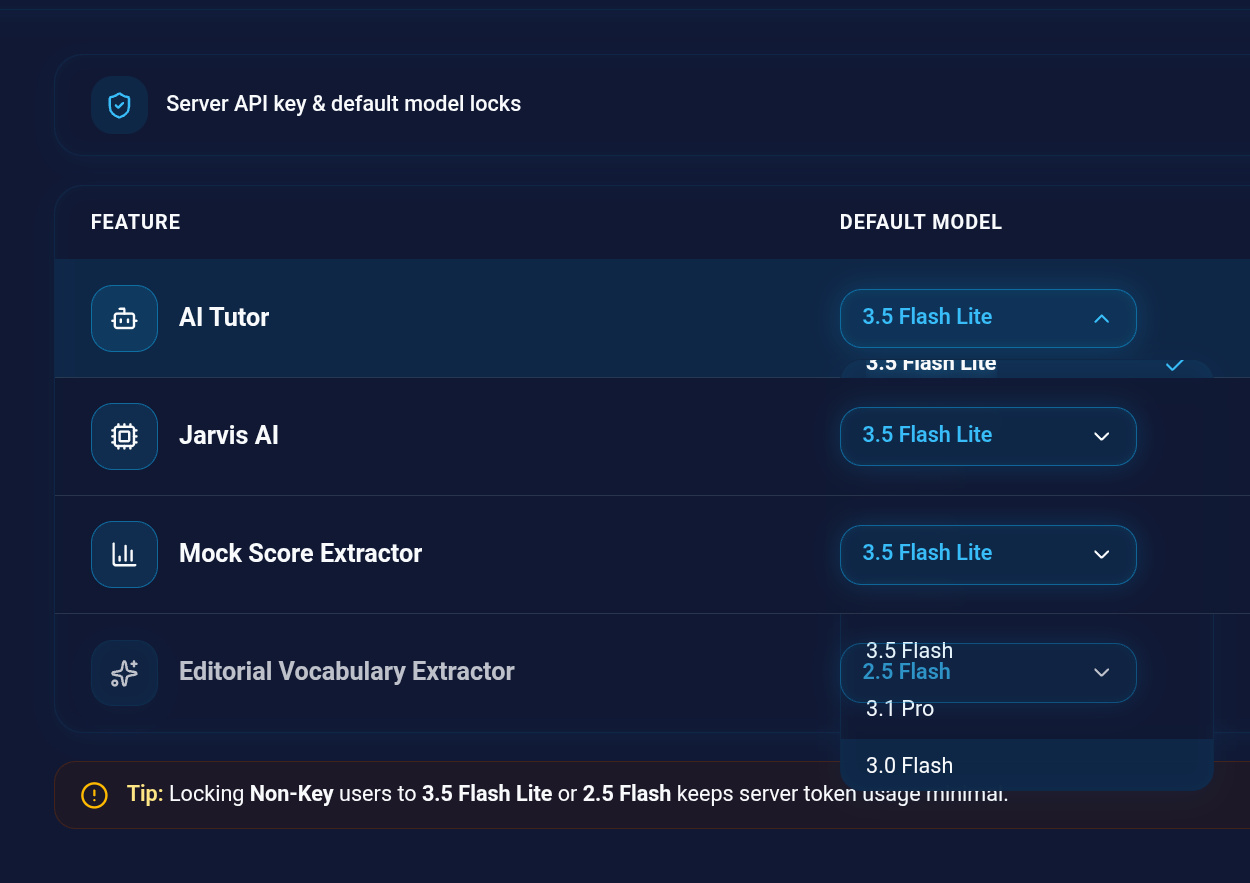 Server API key & default model locks
FEATURE
DEFAULT MODEL
AI Tutor
3.5 Flash Lite
3.5 Flash Lite
Jarvis AI
3.5 Flash Lite
Mock Score Extractor
3.5 Flash Lite
3.5 Flash
Editorial Vocabulary Extractor
2.5 Flash
3.1 Pro
3.0 Flash
Tip: Locking Non-Key users to 3.5 Flash Lite or 2.5 Flash keeps server token usage minimal.